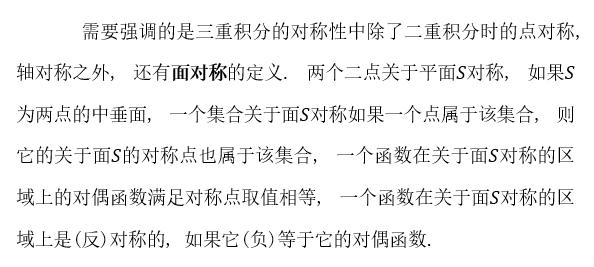 需要强调的是三重积分的对称性中除了二重积分时的点对称,
轴对称之外, 还有面对称的定义. 两个二点关于平面S对称, 如果S
为两点的中垂面, 一个集合关于面S对称如果一个点属于该集合, 则
它的关于面S的对称点也属于该集合, 一个函数在关于面S对称的区
域上的对偶函数满足对称点取值相等, 一个函数在关于面S对称的区
域上是(反)对称的, 如果它(负)等于它的对偶函数.